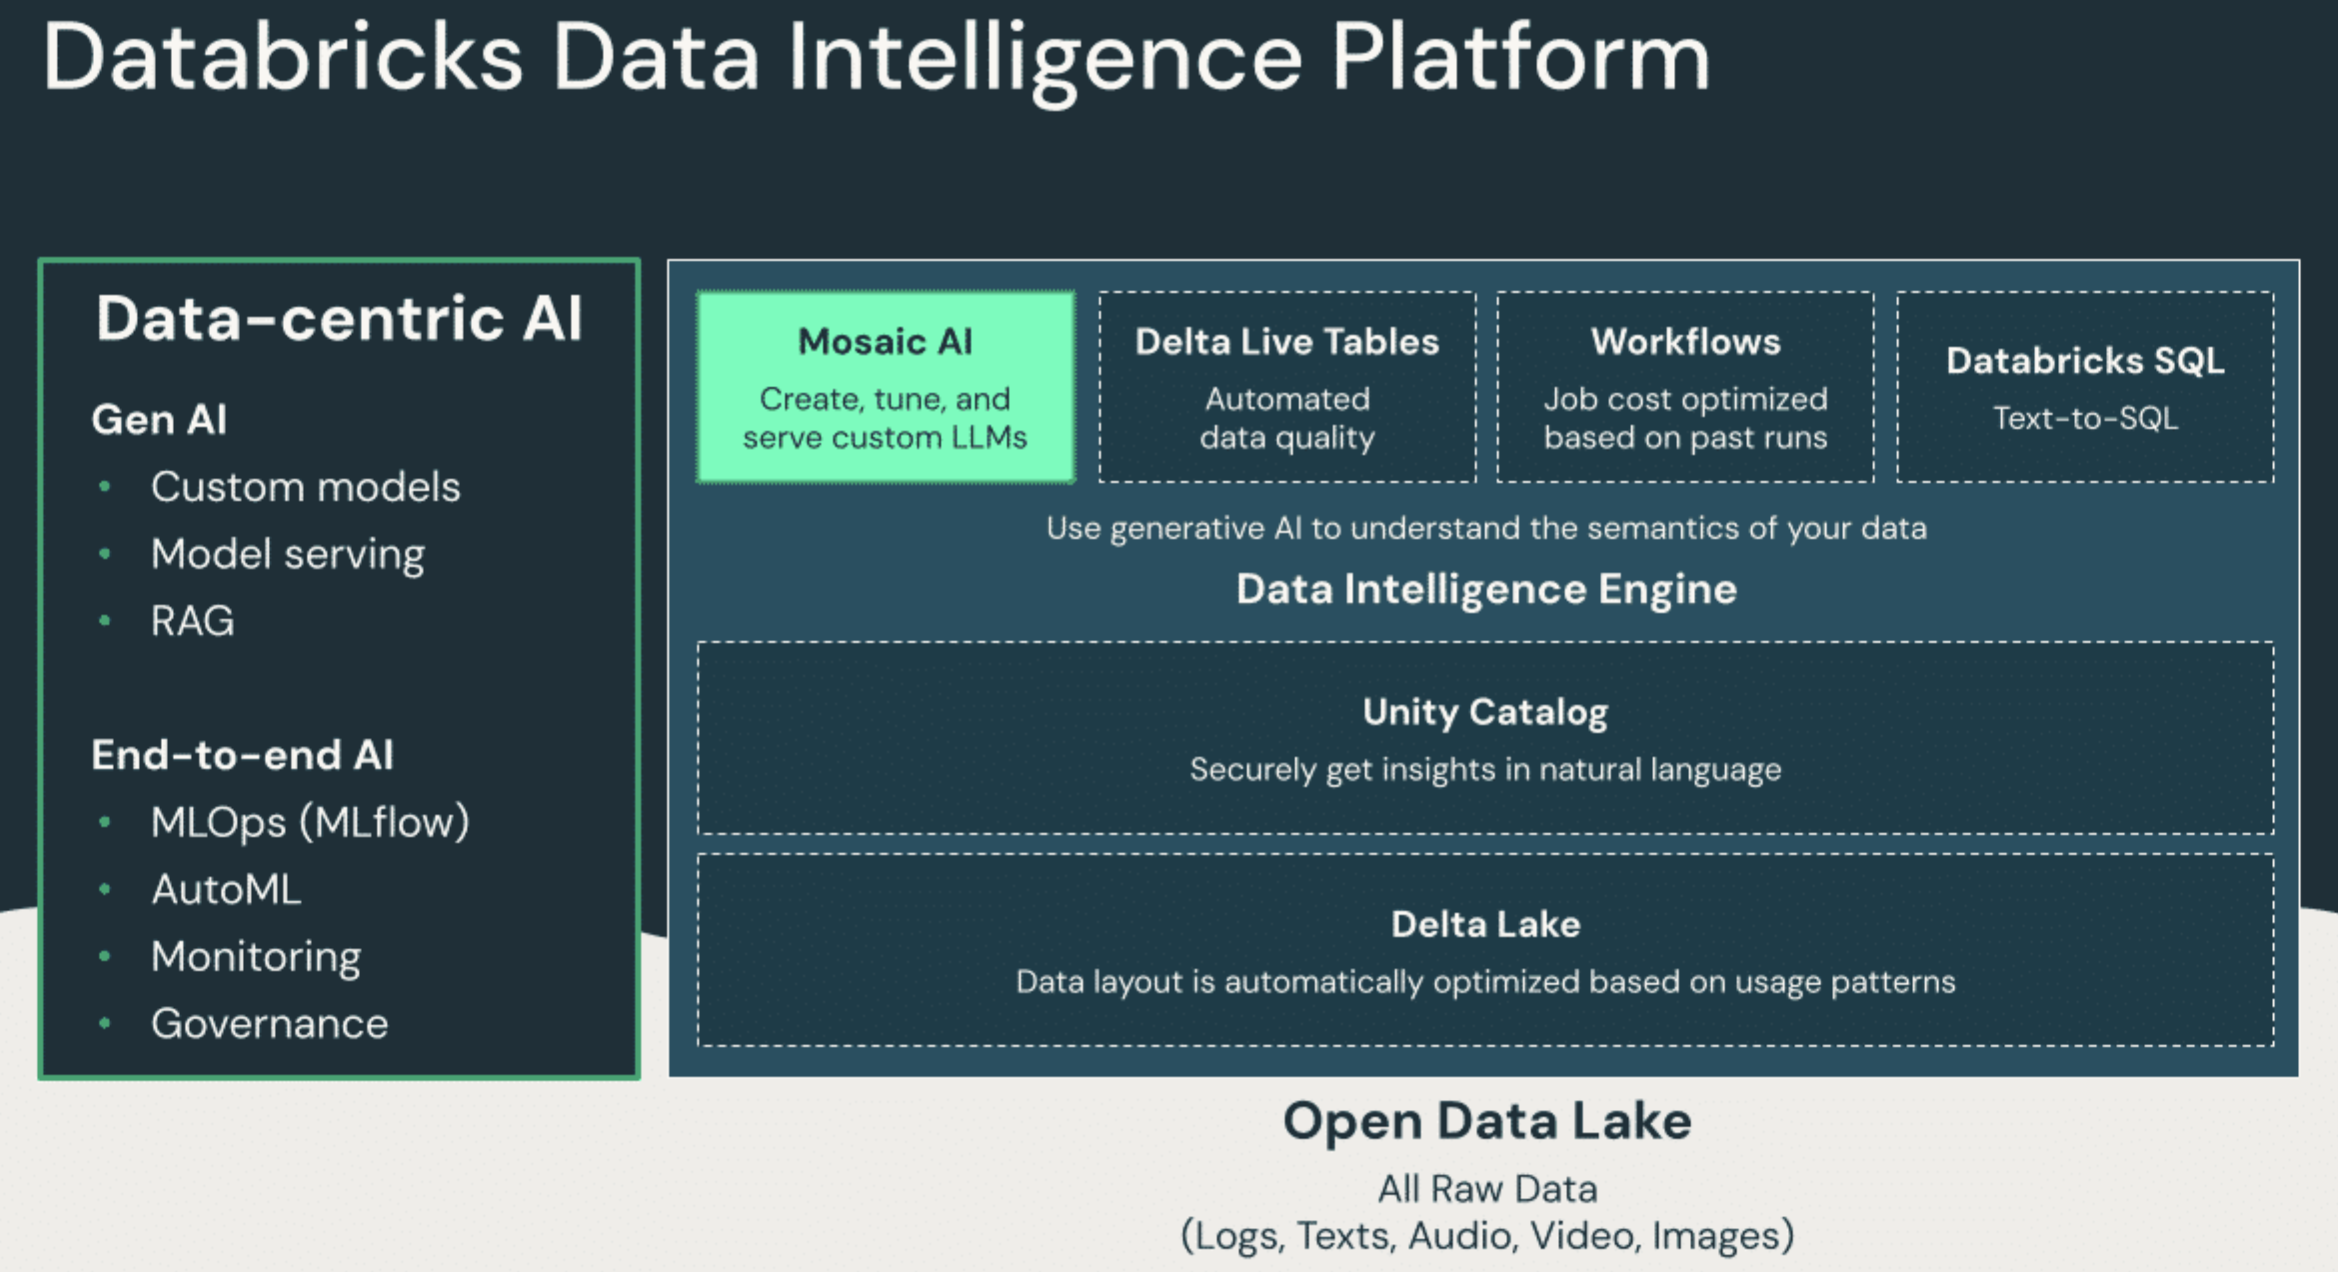 Databricks Data Intelligence Platform
Data-centric AI
Gen AI
• Custom models
• Model serving
• RAG
End-to-end AI
• MLOps (MLflow)
• AutoML
• Monitoring
• Governance
Mosaic AI
Create, tune, and
serve custom LLMs
Delta Live Tables
Automated
data quality
Workflows
Job cost optimized
based on past runs
Databricks SQL
Text-to-SQL
Use generative AI to understand the semantics of your data
Data Intelligence Engine
Unity Catalog
Securely get insights in natural language
Delta Lake
Data layout is automatically optimized based on usage patterns
Open Data Lake
All Raw Data
(Logs, Texts, Audio, Video, Images)